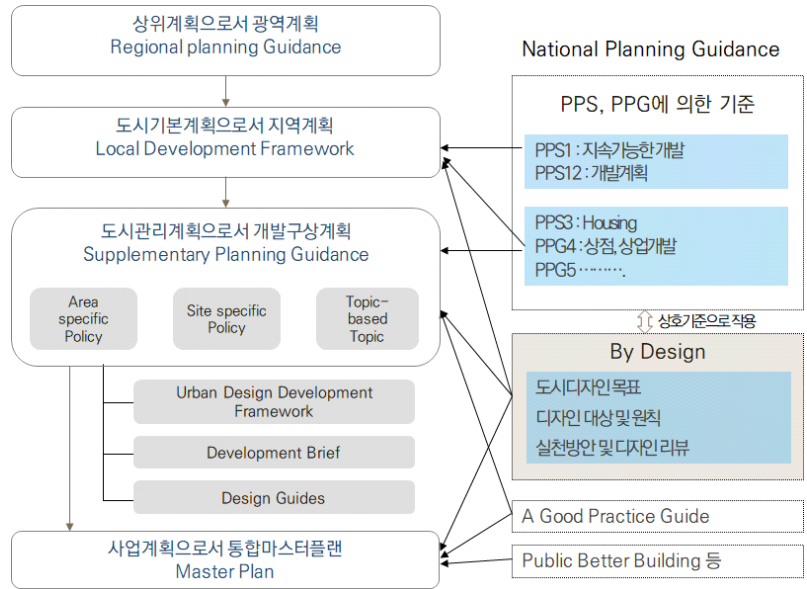 상위계획으로서 광역계획
Regional planning Guidance
도시기본계획으로서 지역계획
Local Development Framework
도시관리계획으로서 개발구상계획
Supplementary Planning Guidance
Area
specific
Policy
Site specific
Policy
Topic-
based
Topic
Urban Design Development
Framework
Development Brief
Design Guides
사업계획으로서 통합마스터플랜
Master Plan
National Planning Guidance
PPS, PPG에 의한 기준
PPS1 : 지속가능한 개발
PPS12 : 개발계획
PPS3 : Housing
PPG4 : 상점, 상업개발
PPG5 ··········.
상호기준으로 작용
By Design
도시디자인 목표
디자인 대상 및 원칙
실천방안 및 디자인 리뷰
A Good Practice Guide
Public Better Building 등